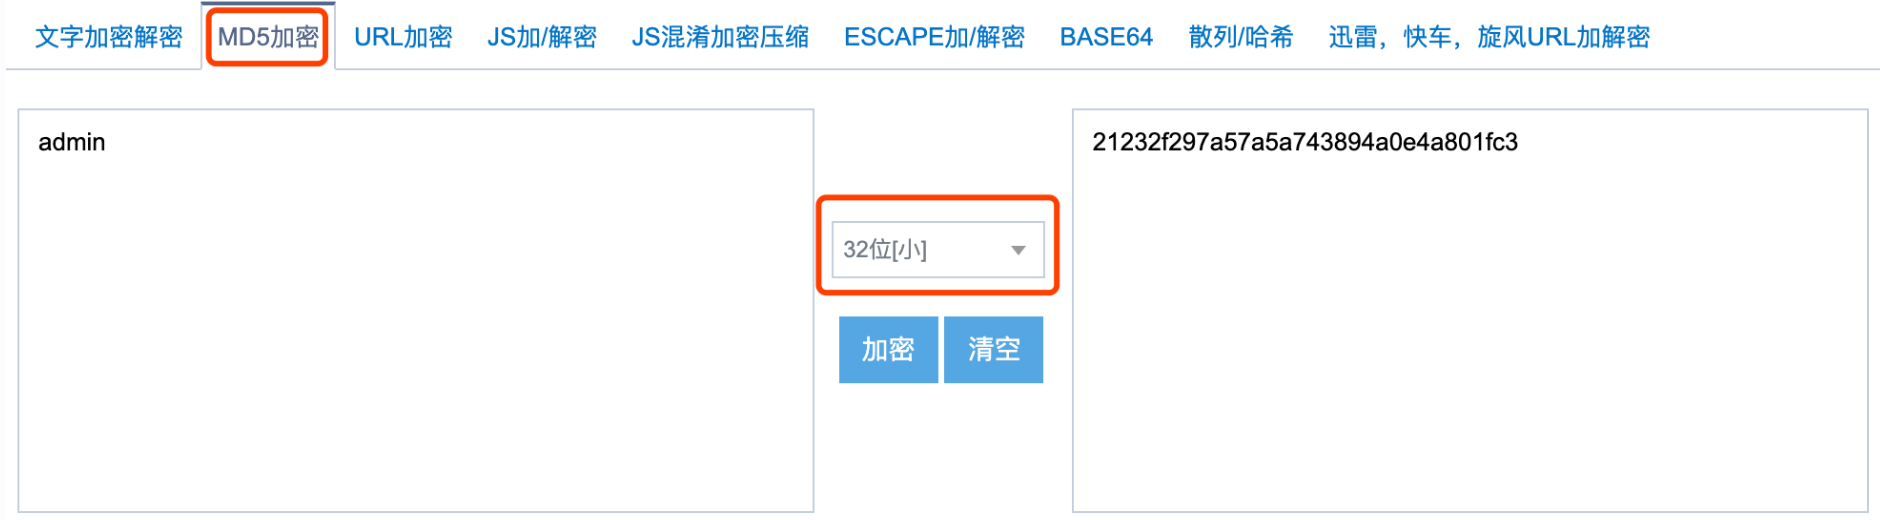 文字加密解密 MD5加密 URL加密 JS加/解密 JS混淆加密压缩 ESCAPE加/解密 BASE64 散列/哈希 迅雷，快车，旋风URL加解密
admin
32位[小]
加密 清空
21232f297a57a5a743894a0e4a801fc3